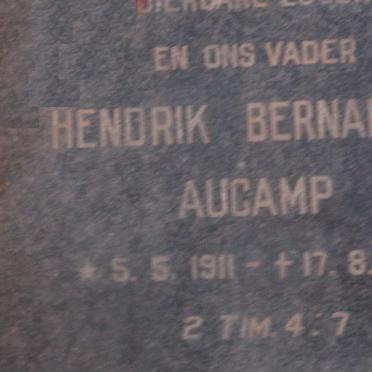 EN ONS VADER
HENDRIK
AUCAMP
* 5. 5. 1911 - † 17. 8.
2 TIM. 4:7